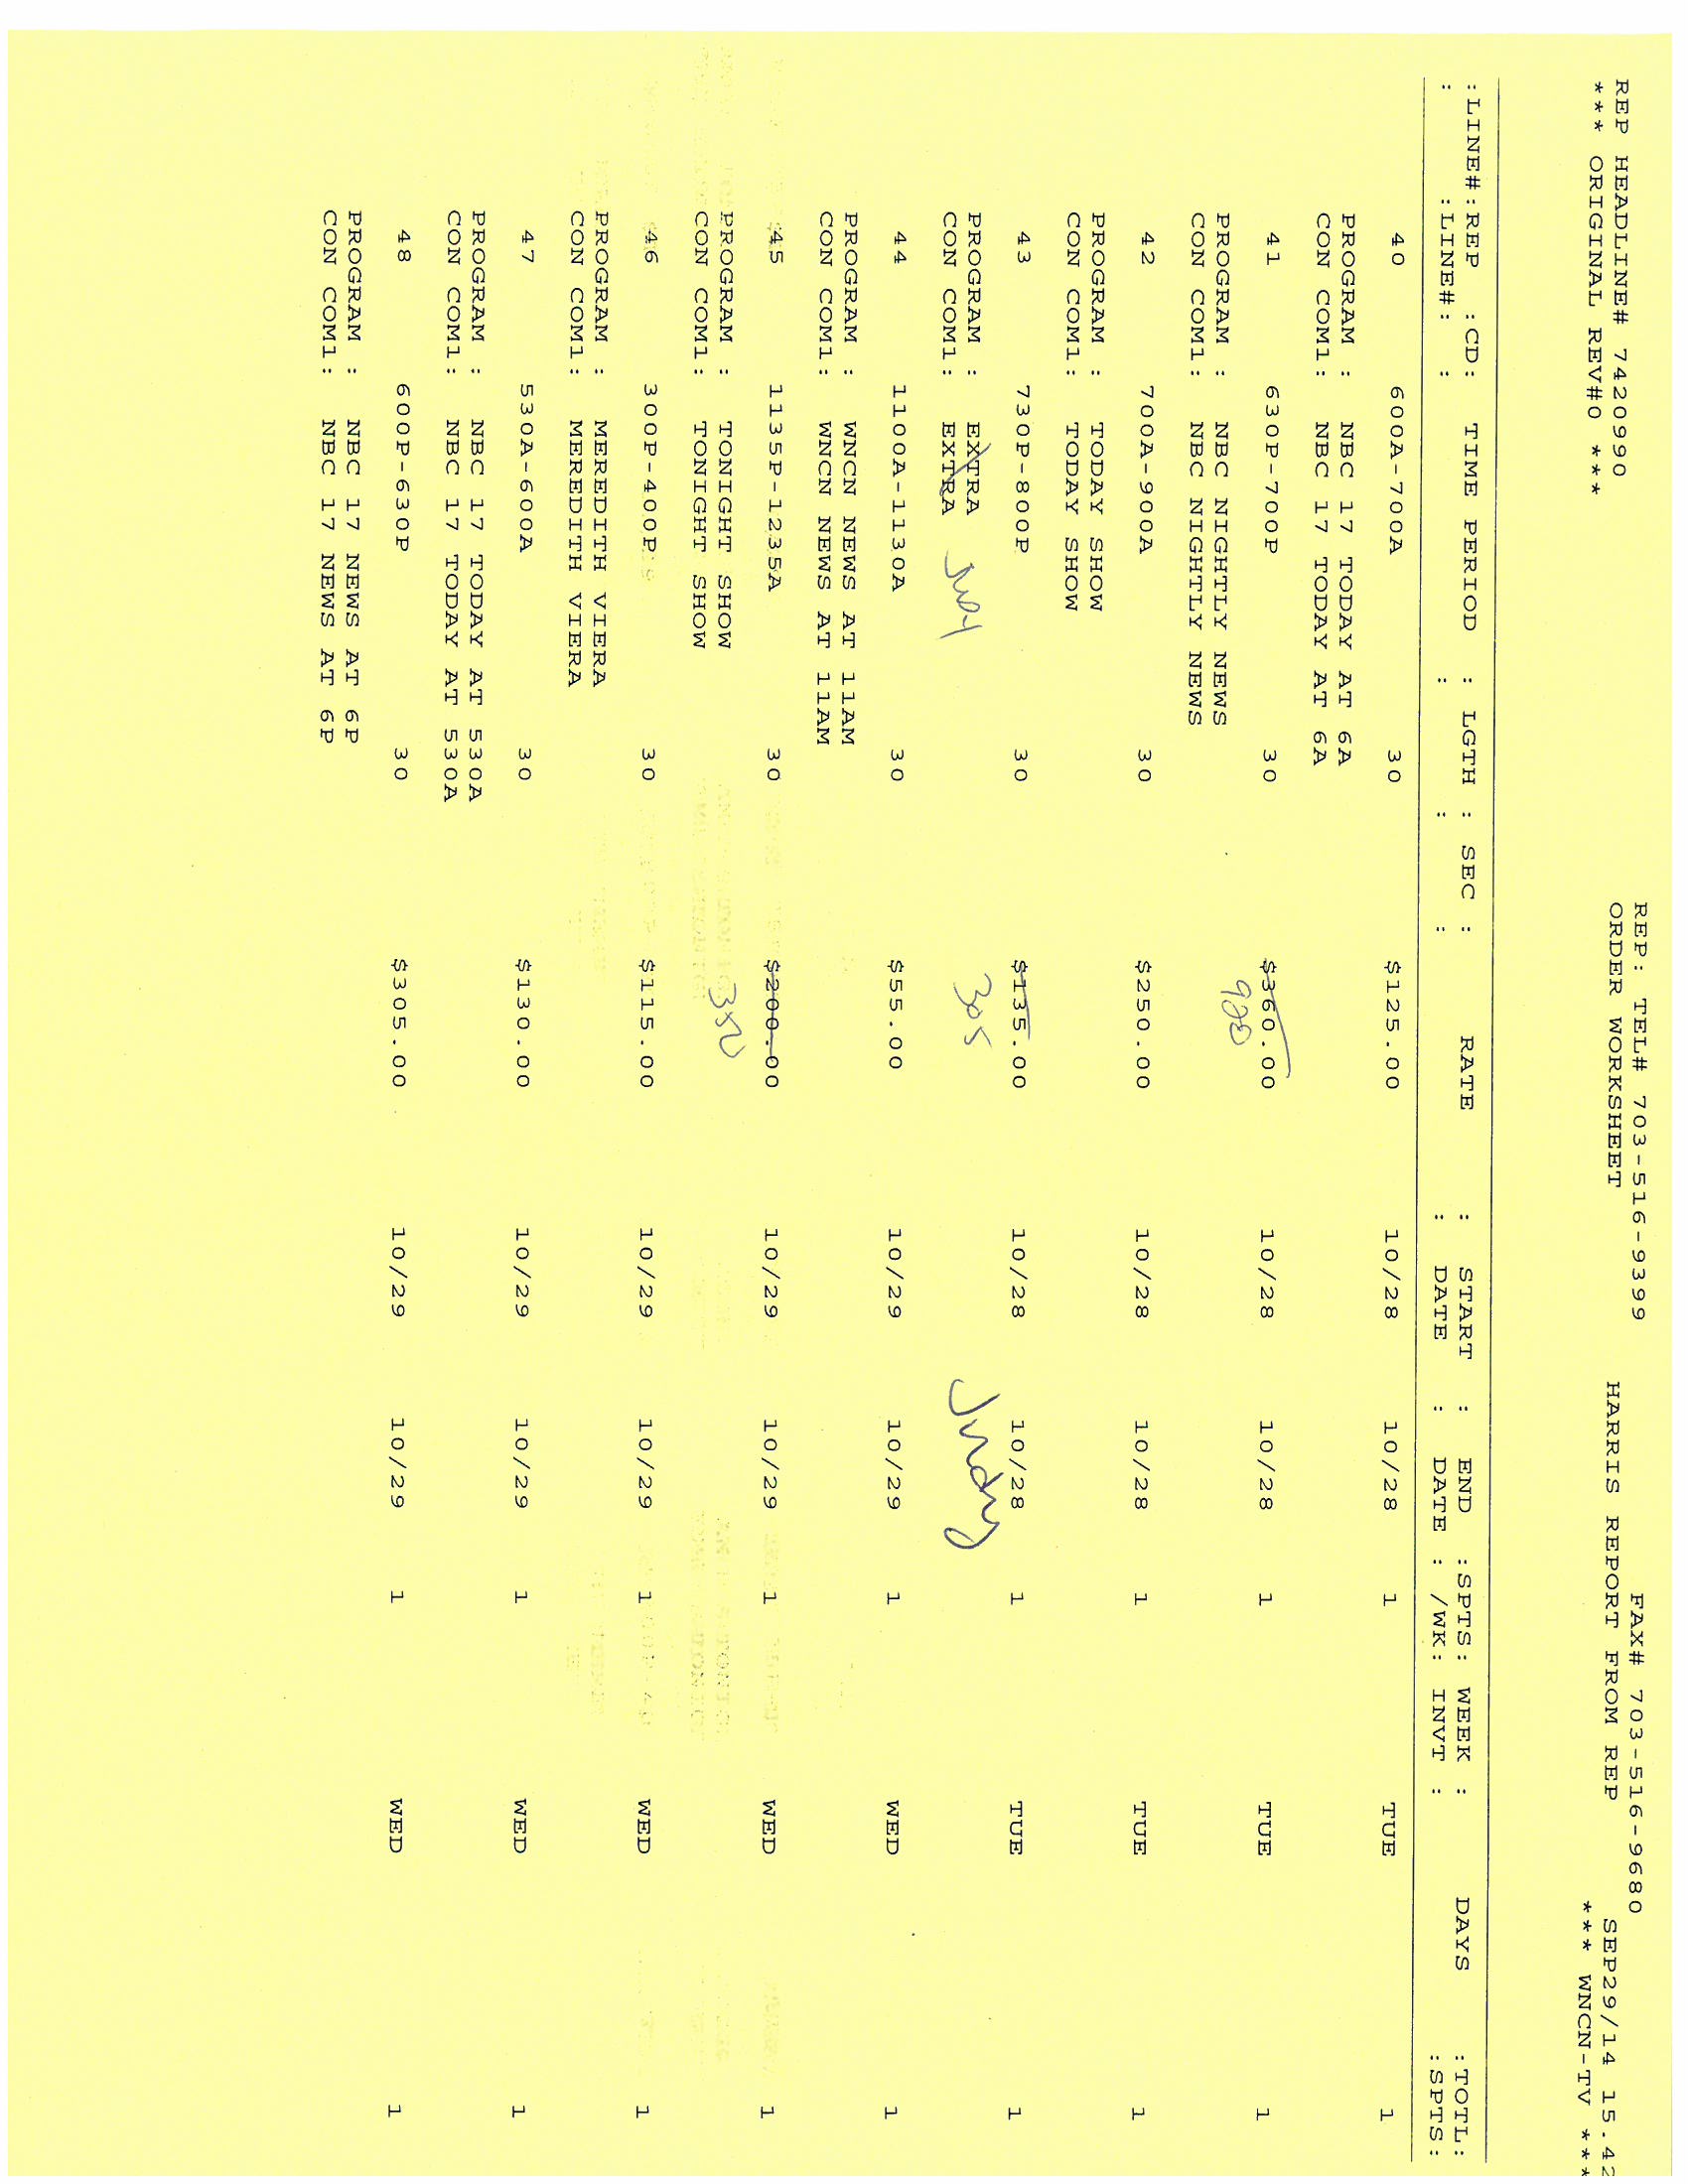 REP: TEL# 703-516-9399 FAX# 703-516-9680
REP HEADLINE# 7420990 ORDER WORKSHEET HARRIS REPORT FROM REP SEP29/14 15.42
*** ORIGINAL REV#0 *** *** WNCN-TV ***
:LINE#:REP :CD: TIME PERIOD : LGTH : SEC : RATE : START : END :SPTS: WEEK : DAYS :TOTL:
: :LINE#: : : : : DATE : DATE : /WK: INVT : :SPTS:
40 600A-700A 30 $125.00 10/28 10/28 1 TUE 1
PROGRAM : NBC 17 TODAY AT 6A
CON COM1: NBC 17 TODAY AT 6A
41 630P-700P 30 $360.00 10/28 10/28 1 TUE 1
PROGRAM : NBC NIGHTLY NEWS
CON COM1: NBC NIGHTLY NEWS
42 700A-900A 30 $250.00 10/28 10/28 1 TUE 1
PROGRAM : TODAY SHOW
CON COM1: TODAY SHOW
43 730P-800P 30 $135.00 10/28 10/28 1 TUE 1
PROGRAM : EXTRA
CON COM1: EXTRA Judy 305 Judy
44 1100A-1130A 30 $55.00 10/29 10/29 1 WED 1
PROGRAM : WNCN NEWS AT 11AM
CON COM1: WNCN NEWS AT 11AM
45 1135P-1235A 30 $200.00 10/29 10/29 1 WED 1
PROGRAM : TONIGHT SHOW 350
CON COM1: TONIGHT SHOW
46 300P-400P 30 $115.00 10/29 10/29 1 WED 1
PROGRAM : MEREDITH VIERA
CON COM1: MEREDITH VIERA
47 530A-600A 30 $130.00 10/29 10/29 1 WED 1
PROGRAM : NBC 17 TODAY AT 530A
CON COM1: NBC 17 TODAY AT 530A
48 600P-630P 30 $305.00 10/29 10/29 1 WED 1
PROGRAM : NBC 17 NEWS AT 6P
CON COM1: NBC 17 NEWS AT 6P